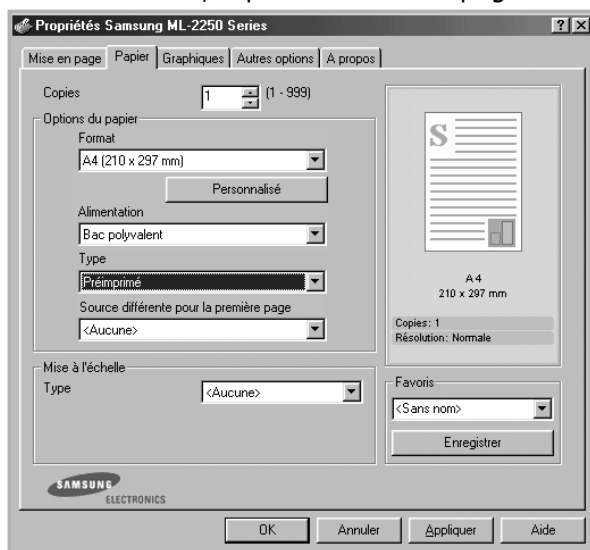 Propriétés Samsung ML-2250 Series
Mise en page Papier Graphiques Autres options A propos
Copies 1 (1 - 999)
Options du papier
Format
A4 (210 x 297 mm)
Personnalisé
Alimentation
Bac polyvalent
Type
Préimprimé
Source différente pour la première page
<Aucune>
Mise à l'échelle
Type <Aucune>
S
A4
210 x 297 mm
Copies: 1
Résolution: Normale
Favoris
<Sans nom>
Enregistrer
SAMSUNG
ELECTRONICS
OK Annuler Appliquer Aide